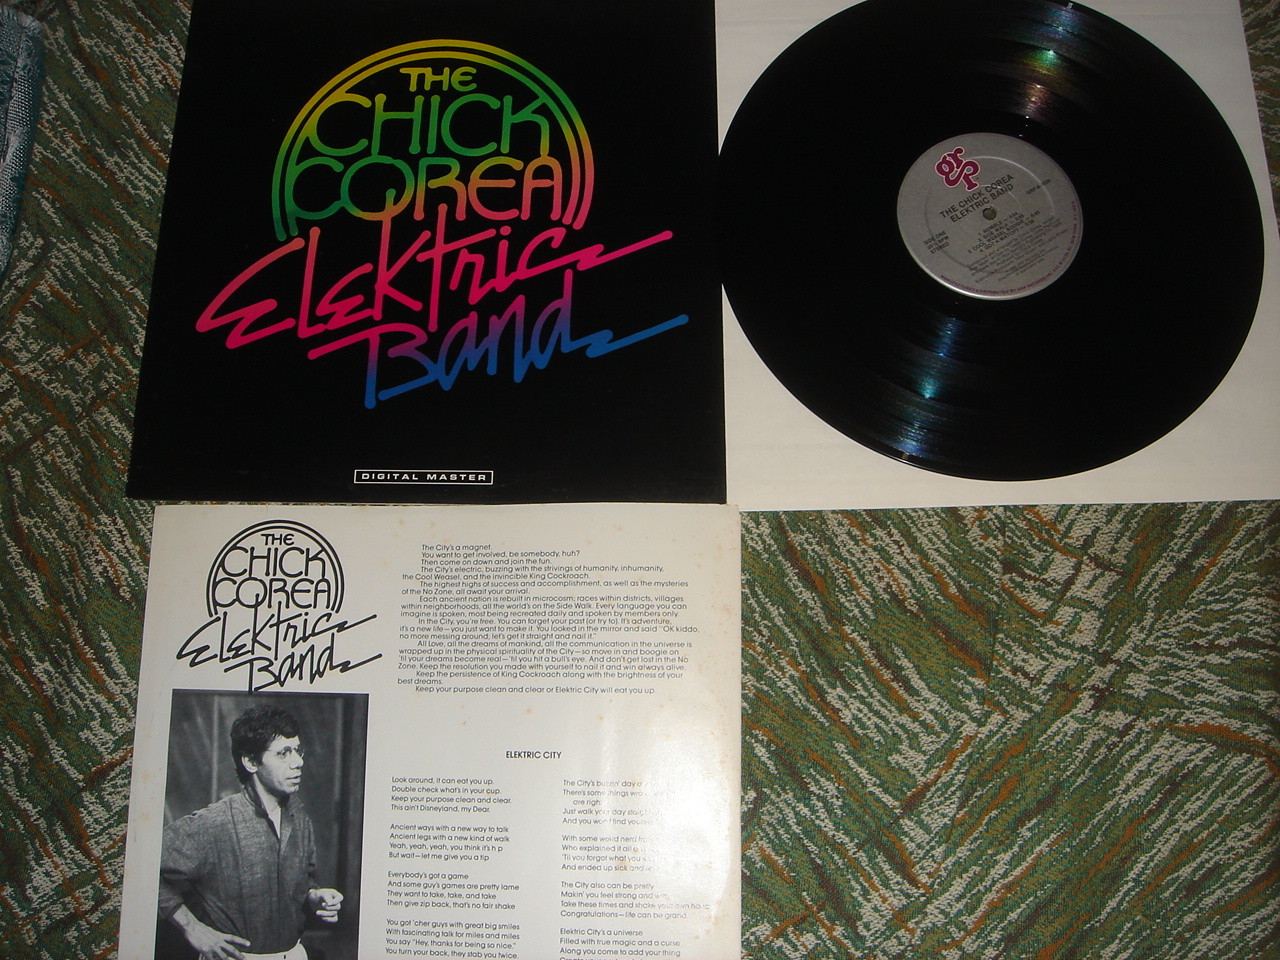 THE
CHICK
COREA
Elektric
Band
DIGITAL MASTER
grp
THE CHICK COREA
ELEKTRIC BAND
SIDE ONE
STEREO
THE
CHICK
COREA
Elektric
Band
The City's a magnet.
You want to get involved, be somebody, huh?
Then come on down and join the fun.
The City's electric, buzzing with the strivings of humanity, inhumanity,
the Cool Weasel, and the invincible King Cockroach.
The highest highs of success and accomplishment, as well as the mysteries
of the No Zone, all await your arrival.
Each ancient nation is rebuilt in microcosm; races within districts, villages
within neighborhoods, all the world's on the Side Walk. Every language you can
imagine is spoken, most being recreated daily and spoken by members only.
In the City, you're free. You can forget your past (or try to). It's adventure,
it's a new life—you just want to make it. You looked in the mirror and said "OK kiddo,
no more messing around; let's get it straight and nail it."
All Love, all the dreams of mankind, all the communication in the universe is
wrapped up in the physical spirituality of the City—so move in and boogie on
'til your dreams become real—'til you hit a bull's eye. And don't get lost in the No
Zone. Keep the resolution you made with yourself to nail it and win always alive.
Keep the persistence of King Cockroach along with the brightness of your
best dreams.
Keep your purpose clean and clear or Elektric City will eat you up.
ELEKTRIC CITY
Look around, it can eat you up.
Double check what's in your cup.
Keep your purpose clean and clear.
This ain't Disneyland, my Dear.
Ancient ways with a new way to talk
Ancient legs with a new kind of walk
Yeah, yeah, yeah, you think it's h p
But wait—let me give you a tip
Everybody's got a game
And some guy's games are pretty lame
They want to take, take, and take
Then give zip back, that's no fair shake
You got 'cher guys with great big smiles
With fascinating talk for miles and miles
You say "Hey, thanks for being so nice."
You turn your back, they stab you twice.
The City's buzzin' day
There's some things
are righ
Just walk your day
And you won't find
With some weird nerd
Who explained it all
'Til you forgot what you
And ended up sick and
The City also can be pretty
Makin' you feel strong and
Take these times and shake your own hand
Congratulations—life can be grand.
Elektric City's a universe
Filled with true magic and a curse
Along you come to add your thing